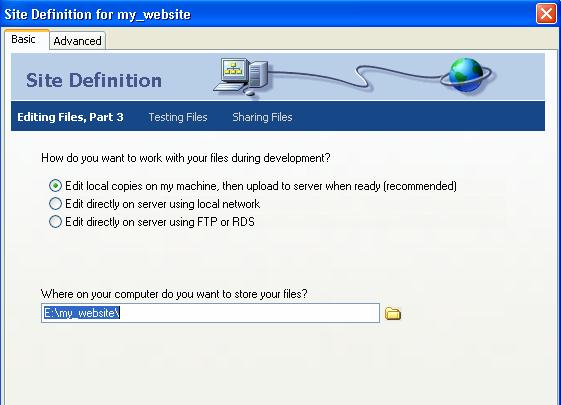 Site Definition for my_website
Basic
Advanced
Site Definition
Editing Files, Part 3 Testing Files Sharing Files
How do you want to work with your files during development?
Edit local copies on my machine, then upload to server when ready (recommended)
Edit directly on server using local network
Edit directly on server using FTP or RDS
Where on your computer do you want to store your files?
E:\my_website\